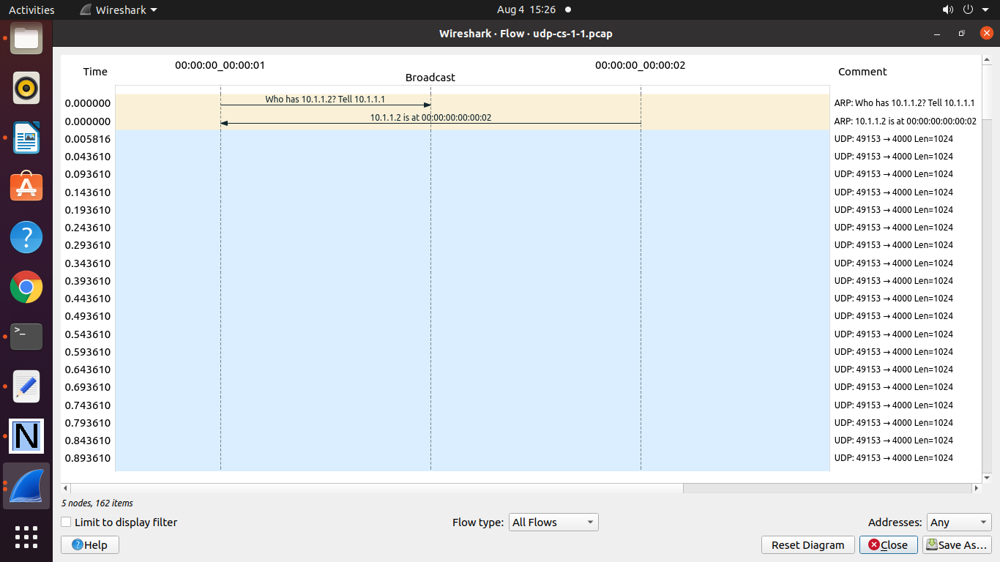 Activities Wireshark Aug 4 15:26
Wireshark · Flow · udp-cs-1-1.pcap
Time 00:00:00_00:00:01 Broadcast 00:00:00_00:00:02 Comment
0.000000 Who has 10.1.1.2? Tell 10.1.1.1 ARP: Who has 10.1.1.2? Tell 10.1.1.1
0.000000 10.1.1.2 is at 00:00:00:00:00:02 ARP: 10.1.1.2 is at 00:00:00:00:00:02
0.005816 UDP: 49153 → 4000 Len=1024
0.043610 UDP: 49153 → 4000 Len=1024
0.093610 UDP: 49153 → 4000 Len=1024
0.143610 UDP: 49153 → 4000 Len=1024
0.193610 UDP: 49153 → 4000 Len=1024
0.243610 UDP: 49153 → 4000 Len=1024
0.293610 UDP: 49153 → 4000 Len=1024
0.343610 UDP: 49153 → 4000 Len=1024
0.393610 UDP: 49153 → 4000 Len=1024
0.443610 UDP: 49153 → 4000 Len=1024
0.493610 UDP: 49153 → 4000 Len=1024
0.543610 UDP: 49153 → 4000 Len=1024
0.593610 UDP: 49153 → 4000 Len=1024
0.643610 UDP: 49153 → 4000 Len=1024
0.693610 UDP: 49153 → 4000 Len=1024
0.743610 UDP: 49153 → 4000 Len=1024
0.793610 UDP: 49153 → 4000 Len=1024
0.843610 UDP: 49153 → 4000 Len=1024
0.893610 UDP: 49153 → 4000 Len=1024
5 nodes, 162 items
Limit to display filter Flow type: All Flows Addresses: Any
Help Reset Diagram Close Save As…